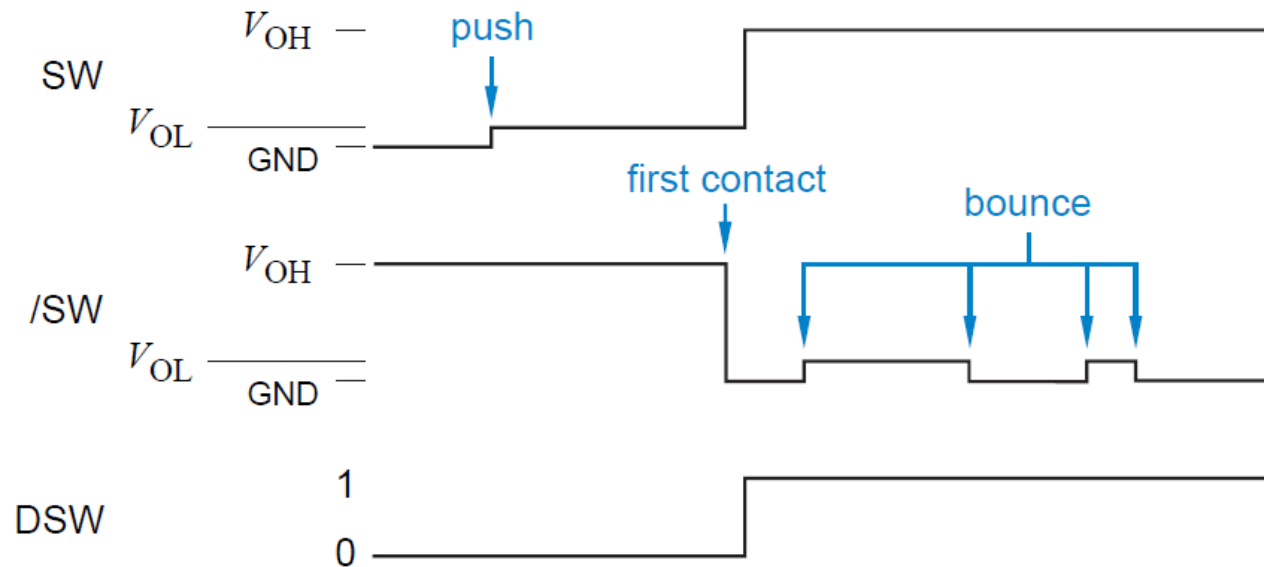 V_OH
push
SW
V_OL
GND
first contact
bounce
V_OH
/SW
V_OL
GND
1
DSW
0